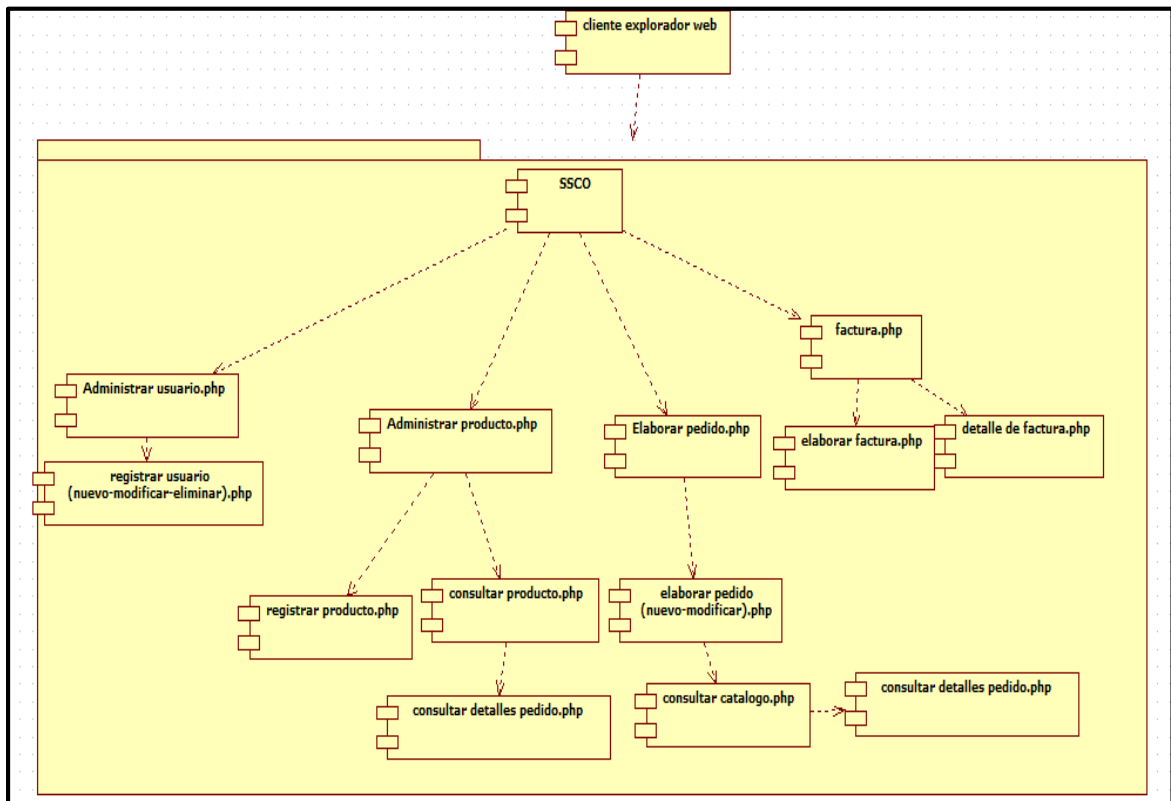 cliente explorador web
SSCO
factura.php
Administrar usuario.php
Administrar producto.php
Elaborar pedido.php
elaborar factura.php
detalle de factura.php
registrar usuario
(nuevo-modificar-eliminar).php
registrar producto.php
consultar producto.php
elaborar pedido
(nuevo-modificar).php
consultar detalles pedido.php
consultar catalogo.php
consultar detalles pedido.php